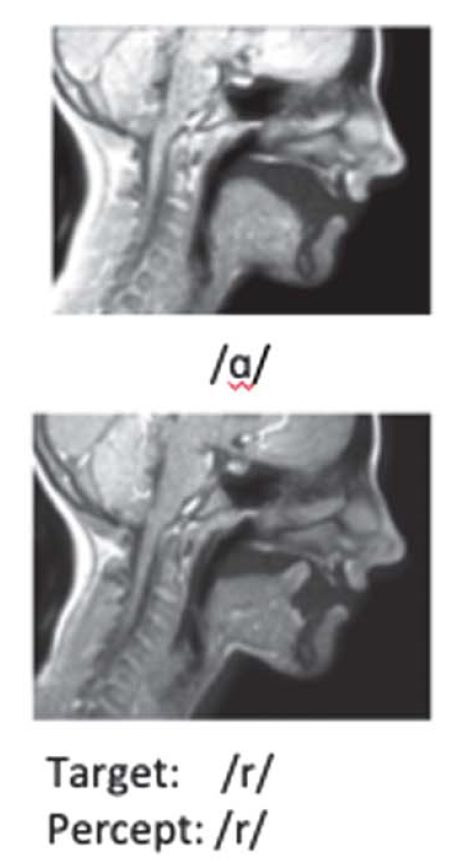 /ɑ/
Target: /r/
Percept: /r/